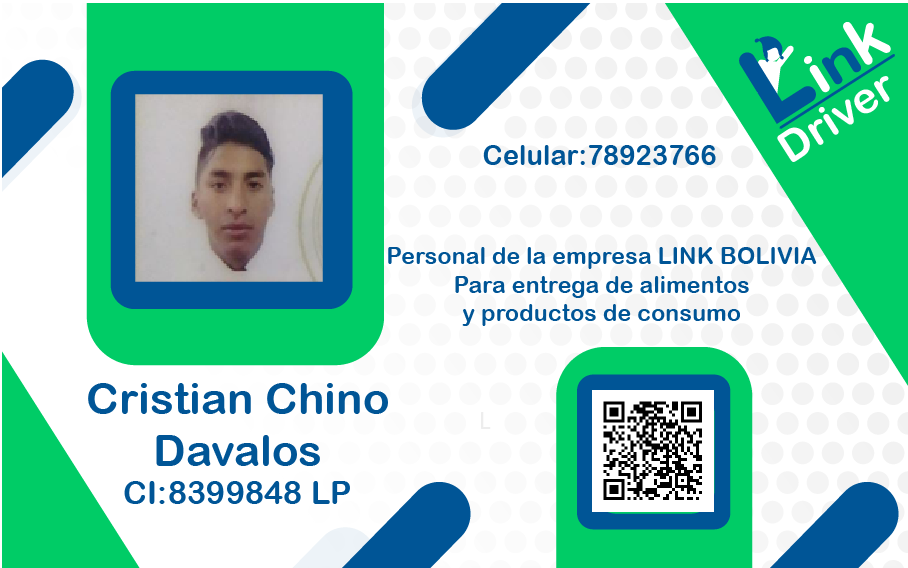 Link
Driver
Celular:78923766
Personal de la empresa LINK BOLIVIA
Para entrega de alimentos
y productos de consumo
Cristian Chino
Davalos
CI:8399848 LP
L